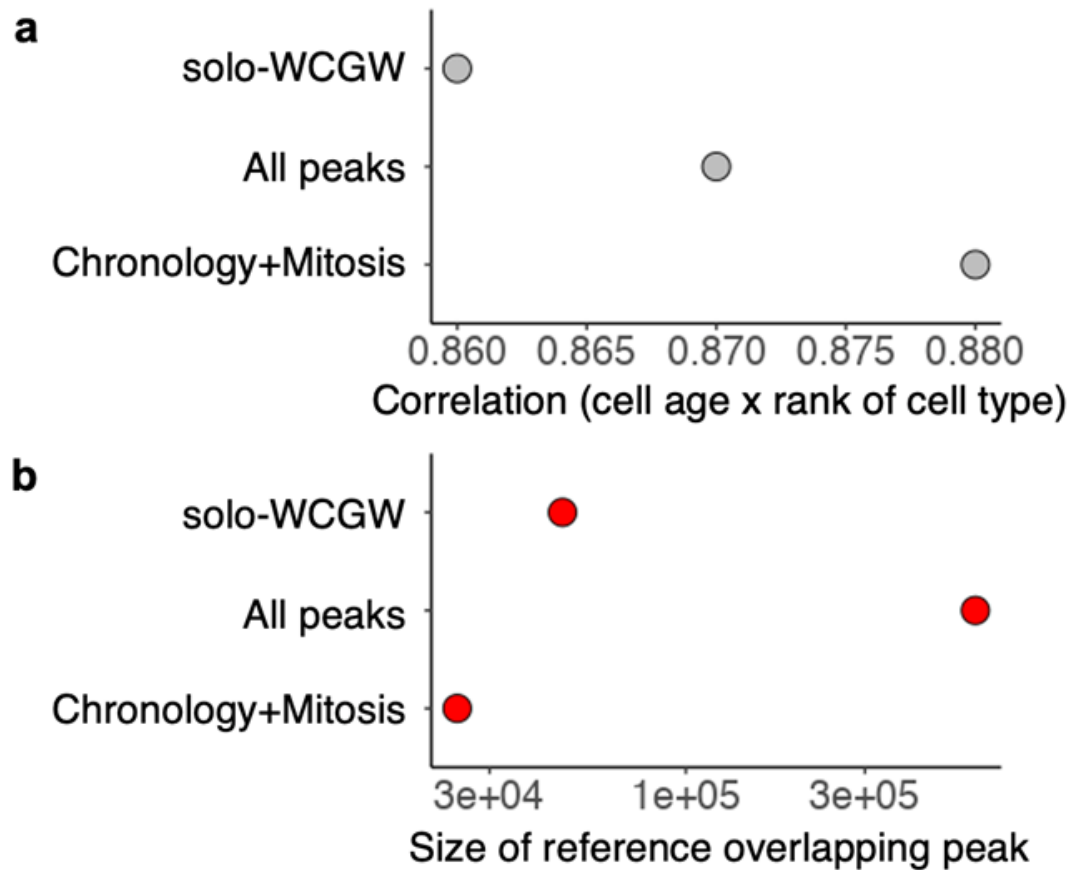 a
solo-WCGW
All peaks
Chronology+Mitosis
0.860 0.865 0.870 0.875 0.880
Correlation (cell age x rank of cell type)
b
solo-WCGW
All peaks
Chronology+Mitosis
3e+04 1e+05 3e+05
Size of reference overlapping peak